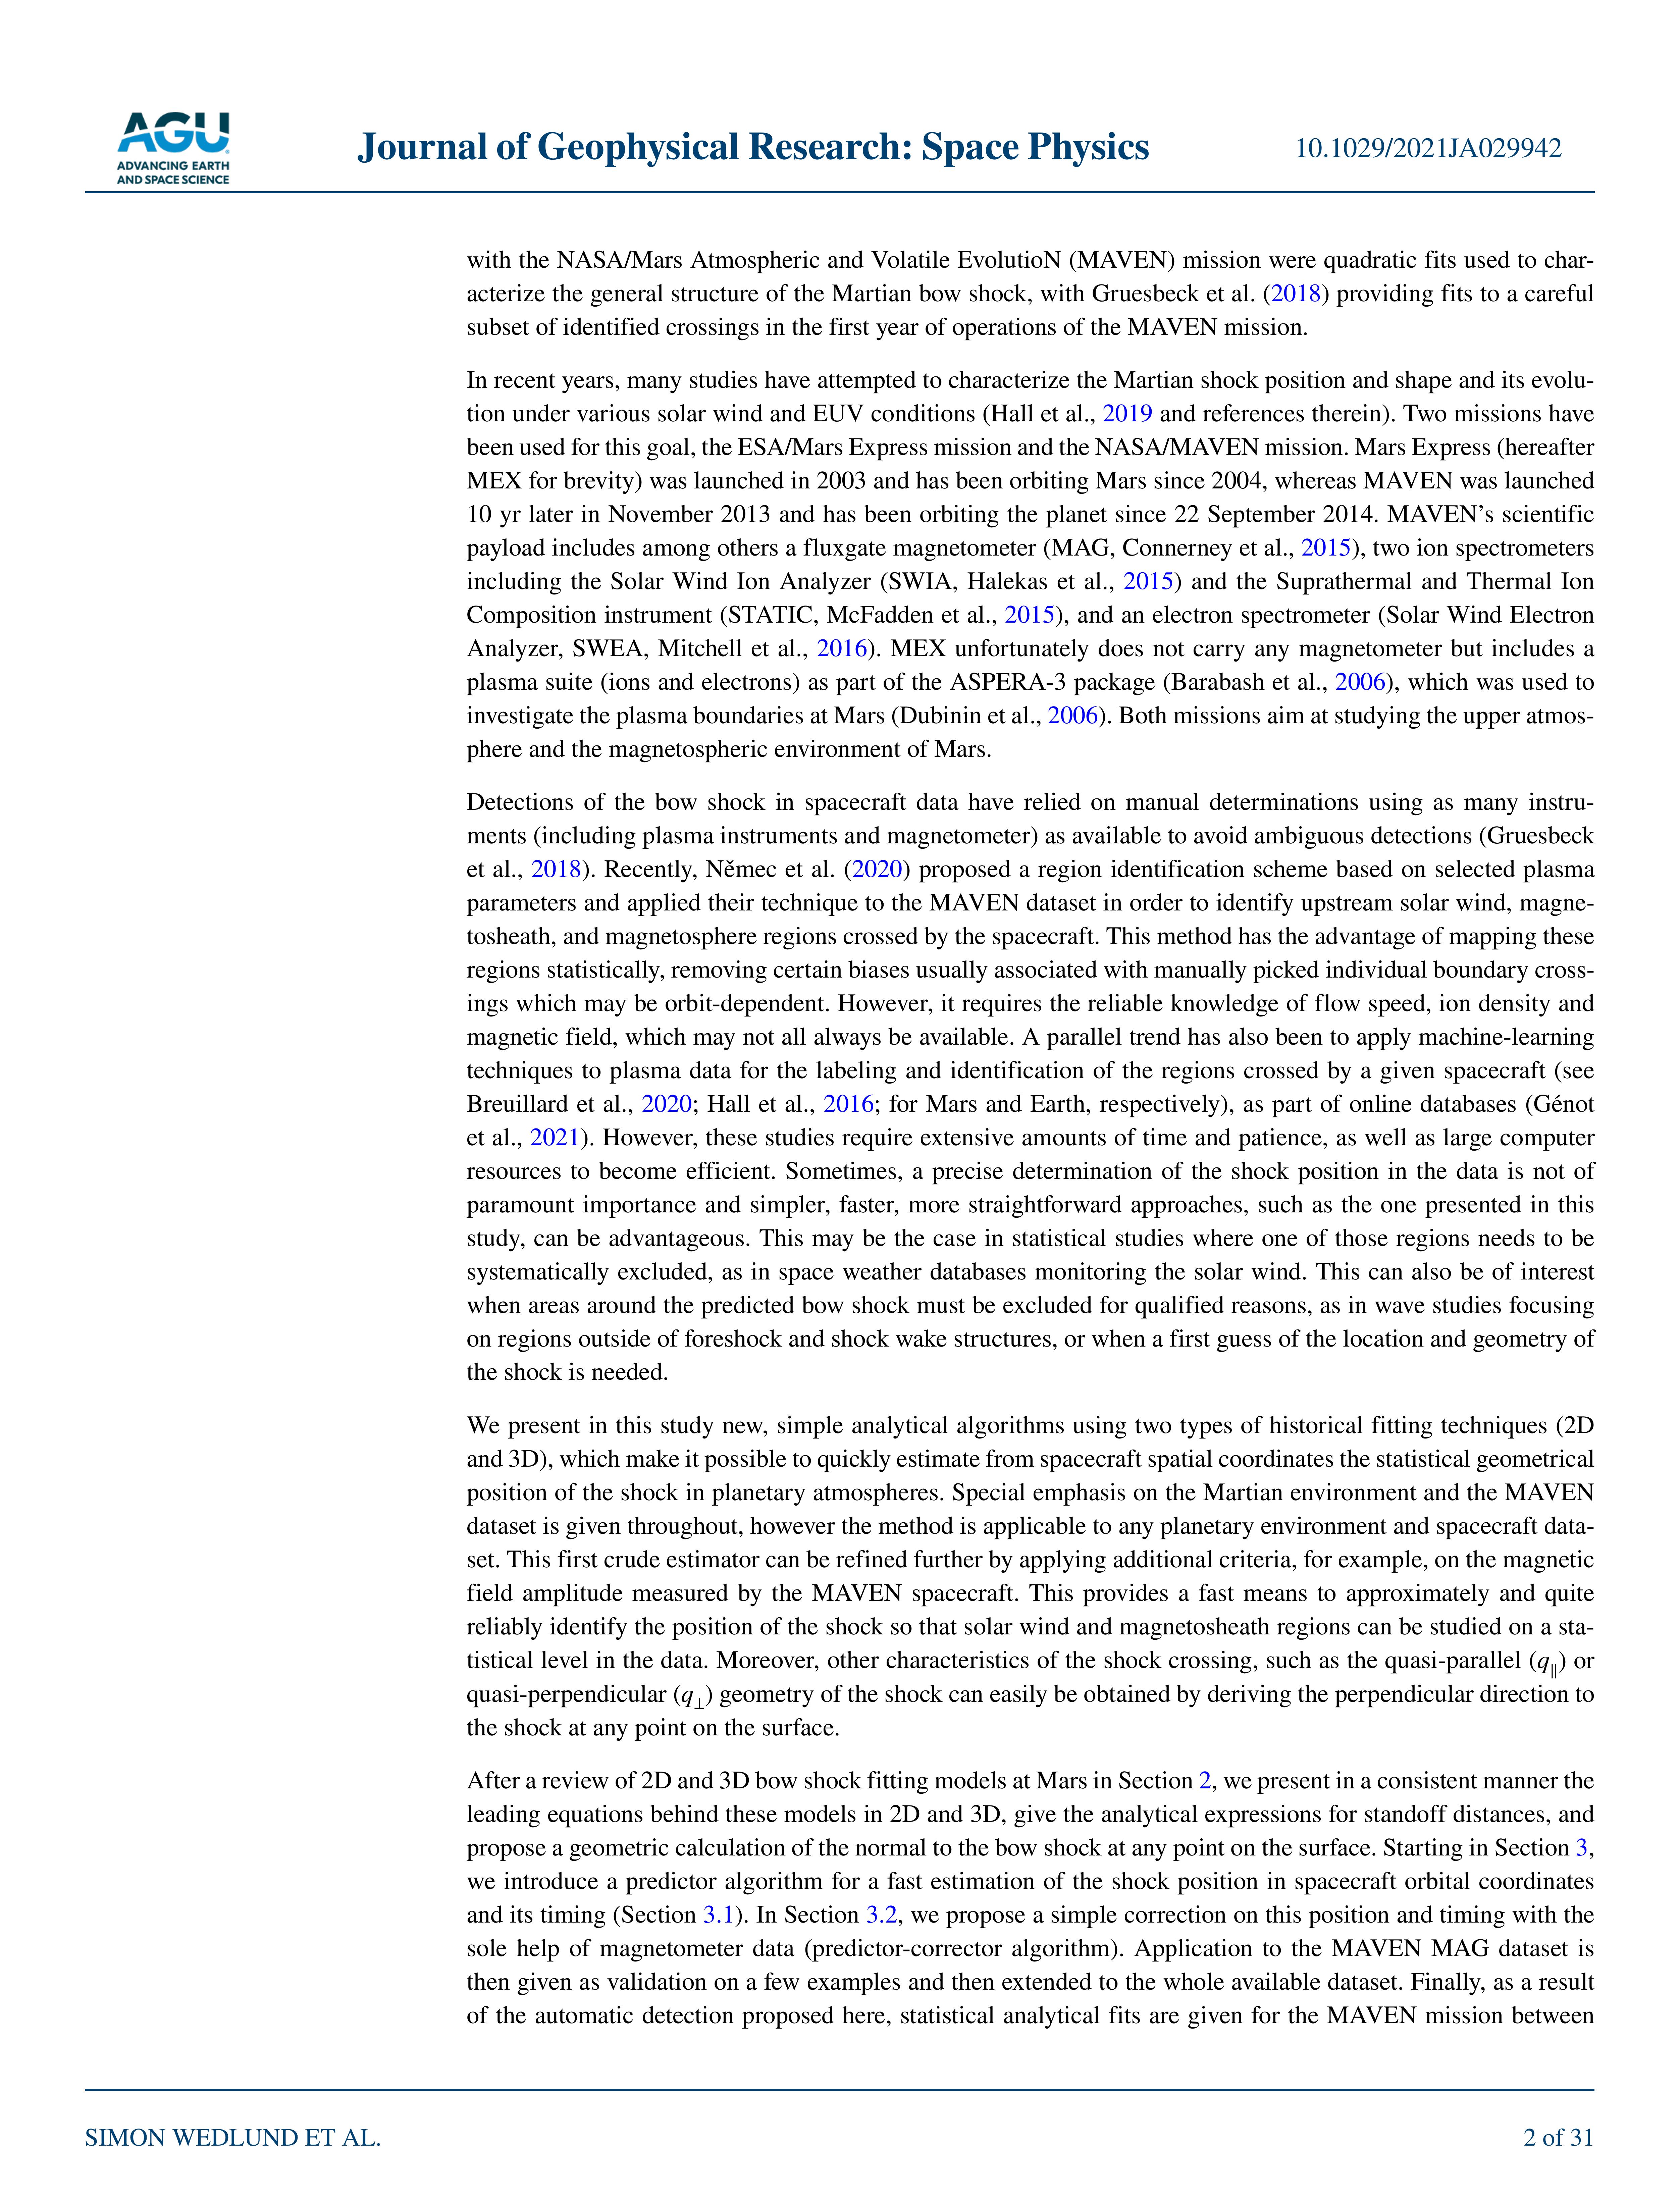 AGU
ADVANCING EARTH
AND SPACE SCIENCE
Journal of Geophysical Research: Space Physics
10.1029/2021JA029942
with the NASA/Mars Atmospheric and Volatile EvolutioN (MAVEN) mission were quadratic fits used to char-
acterize the general structure of the Martian bow shock, with Gruesbeck et al. (2018) providing fits to a careful
subset of identified crossings in the first year of operations of the MAVEN mission.
In recent years, many studies have attempted to characterize the Martian shock position and shape and its evolu-
tion under various solar wind and EUV conditions (Hall et al., 2019 and references therein). Two missions have
been used for this goal, the ESA/Mars Express mission and the NASA/MAVEN mission. Mars Express (hereafter
MEX for brevity) was launched in 2003 and has been orbiting Mars since 2004, whereas MAVEN was launched
10 yr later in November 2013 and has been orbiting the planet since 22 September 2014. MAVEN's scientific
payload includes among others a fluxgate magnetometer (MAG, Connerney et al., 2015), two ion spectrometers
including the Solar Wind Ion Analyzer (SWIA, Halekas et al., 2015) and the Suprathermal and Thermal Ion
Composition instrument (STATIC, McFadden et al., 2015), and an electron spectrometer (Solar Wind Electron
Analyzer, SWEA, Mitchell et al., 2016). MEX unfortunately does not carry any magnetometer but includes a
plasma suite (ions and electrons) as part of the ASPERA-3 package (Barabash et al., 2006), which was used to
investigate the plasma boundaries at Mars (Dubinin et al., 2006). Both missions aim at studying the upper atmos-
phere and the magnetospheric environment of Mars.
Detections of the bow shock in spacecraft data have relied on manual determinations using as many instru-
ments (including plasma instruments and magnetometer) as available to avoid ambiguous detections (Gruesbeck
et al., 2018). Recently, Němec et al. (2020) proposed a region identification scheme based on selected plasma
parameters and applied their technique to the MAVEN dataset in order to identify upstream solar wind, magne-
tosheath, and magnetosphere regions crossed by the spacecraft. This method has the advantage of mapping these
regions statistically, removing certain biases usually associated with manually picked individual boundary cross-
ings which may be orbit-dependent. However, it requires the reliable knowledge of flow speed, ion density and
magnetic field, which may not all always be available. A parallel trend has also been to apply machine-learning
techniques to plasma data for the labeling and identification of the regions crossed by a given spacecraft (see
Breuillard et al., 2020; Hall et al., 2016; for Mars and Earth, respectively), as part of online databases (Génot
et al., 2021). However, these studies require extensive amounts of time and patience, as well as large computer
resources to become efficient. Sometimes, a precise determination of the shock position in the data is not of
paramount importance and simpler, faster, more straightforward approaches, such as the one presented in this
study, can be advantageous. This may be the case in statistical studies where one of those regions needs to be
systematically excluded, as in space weather databases monitoring the solar wind. This can also be of interest
when areas around the predicted bow shock must be excluded for qualified reasons, as in wave studies focusing
on regions outside of foreshock and shock wake structures, or when a first guess of the location and geometry of
the shock is needed.
We present in this study new, simple analytical algorithms using two types of historical fitting techniques (2D
and 3D), which make it possible to quickly estimate from spacecraft spatial coordinates the statistical geometrical
position of the shock in planetary atmospheres. Special emphasis on the Martian environment and the MAVEN
dataset is given throughout, however the method is applicable to any planetary environment and spacecraft data-
set. This first crude estimator can be refined further by applying additional criteria, for example, on the magnetic
field amplitude measured by the MAVEN spacecraft. This provides a fast means to approximately and quite
reliably identify the position of the shock so that solar wind and magnetosheath regions can be studied on a sta-
tistical level in the data. Moreover, other characteristics of the shock crossing, such as the quasi-parallel (q∥) or
quasi-perpendicular (q⊥) geometry of the shock can easily be obtained by deriving the perpendicular direction to
the shock at any point on the surface.
After a review of 2D and 3D bow shock fitting models at Mars in Section 2, we present in a consistent manner the
leading equations behind these models in 2D and 3D, give the analytical expressions for standoff distances, and
propose a geometric calculation of the normal to the bow shock at any point on the surface. Starting in Section 3,
we introduce a predictor algorithm for a fast estimation of the shock position in spacecraft orbital coordinates
and its timing (Section 3.1). In Section 3.2, we propose a simple correction on this position and timing with the
sole help of magnetometer data (predictor-corrector algorithm). Application to the MAVEN MAG dataset is
then given as validation on a few examples and then extended to the whole available dataset. Finally, as a result
of the automatic detection proposed here, statistical analytical fits are given for the MAVEN mission between
SIMON WEDLUND ET AL.
2 of 31